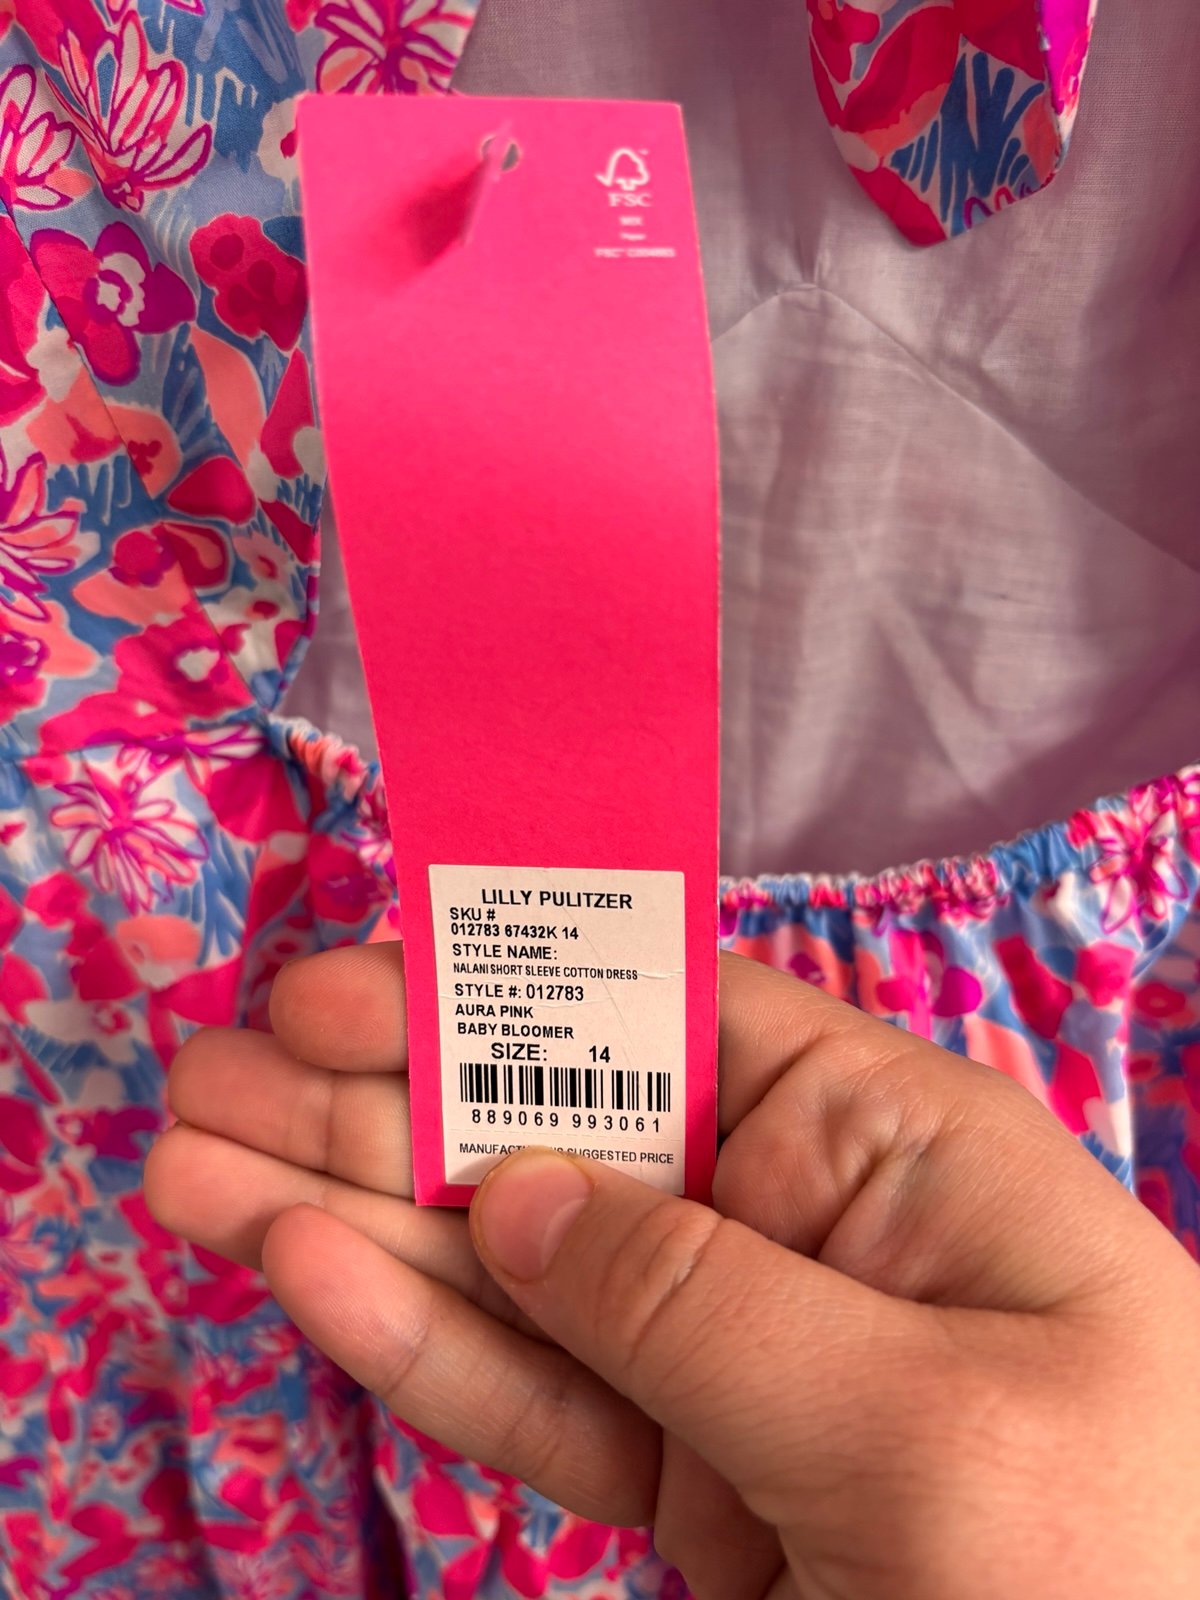 FSC
LILLY PULITZER
SKU #
012783 67432K 14
STYLE NAME:
NALANI SHORT SLEEVE COTTON DRESS
STYLE #: 012783
AURA PINK
BABY BLOOMER
SIZE: 14
889069 993061
SUGGESTED PRICE